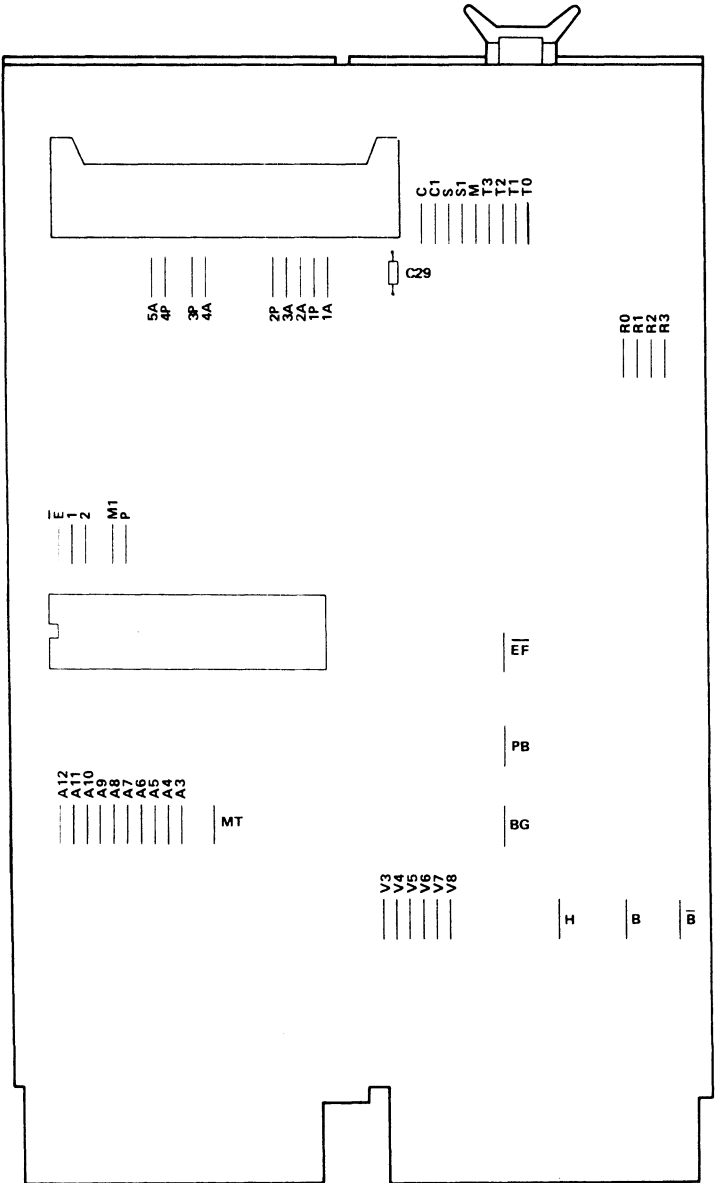 C
C1
S
S1
M
T3
T2
T1
T0
C29
5A
4P
3P
4A
2P
3A
2A
1P
1A
R0
R1
R2
R3
E̅
1
2
M1
P
E̅F̅
PB
A12
A11
A10
A9
A8
A7
A6
A5
A4
A3
MT
BG
V3
V4
V5
V6
V7
V8
H
B
B̅